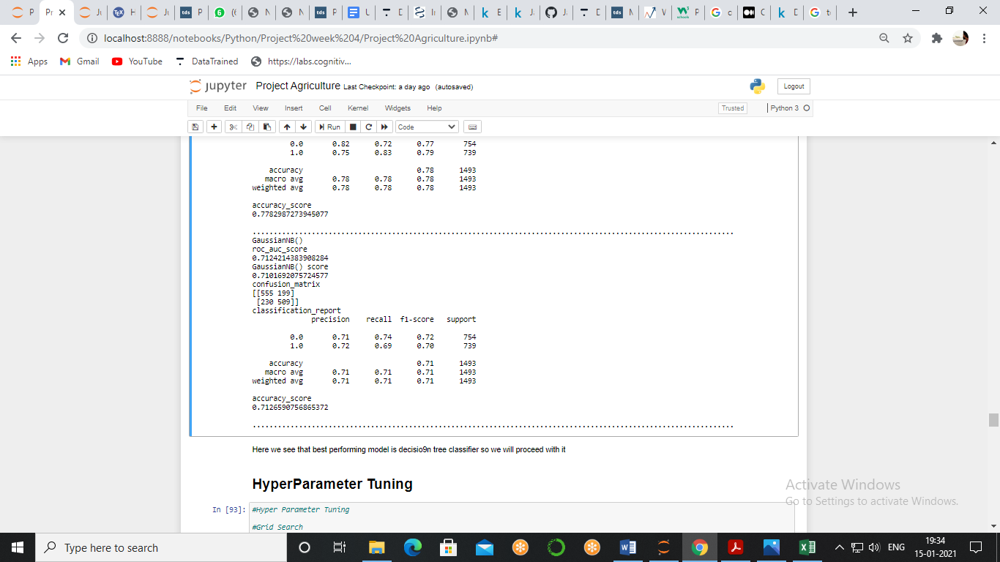 P
Pr
Ju
H
Ju
P
(6
N
N
P
U
D
Ir
M
E
J
Ja
D
N
V
P
c
C
D
t
localhost:8888/notebooks/Python/Project%20week%204/Project%20Agriculture.ipynb#
Apps Gmail YouTube DataTrained https://labs.cognitiv...
jupyter Project Agriculture Last Checkpoint: a day ago (autosaved) Logout
File Edit View Insert Cell Kernel Widgets Help Trusted Python 3
Run Code
0.0 0.82 0.72 0.77 754
1.0 0.75 0.83 0.79 739
accuracy 0.78 1493
macro avg 0.78 0.78 0.78 1493
weighted avg 0.78 0.78 0.78 1493
accuracy_score
0.7782987273945077
..................................................................................................................
GaussianNB()
roc_auc_score
0.7124214383908284
GaussianNB() score
0.7101692075724577
confusion_matrix
[[555 199]
[230 509]]
classification_report
precision recall f1-score support
0.0 0.71 0.74 0.72 754
1.0 0.72 0.69 0.70 739
accuracy 0.71 1493
macro avg 0.71 0.71 0.71 1493
weighted avg 0.71 0.71 0.71 1493
accuracy_score
0.7126590756865372
..................................................................................................................
Here we see that best performing model is decisio9n tree classifier so we will proceed with it
HyperParameter Tuning
In [93]: #Hyper Parameter Tuning
#Grid Search
Activate Windows
Go to Settings to activate Windows.
Type here to search
ENG
19:34
15-01-2021